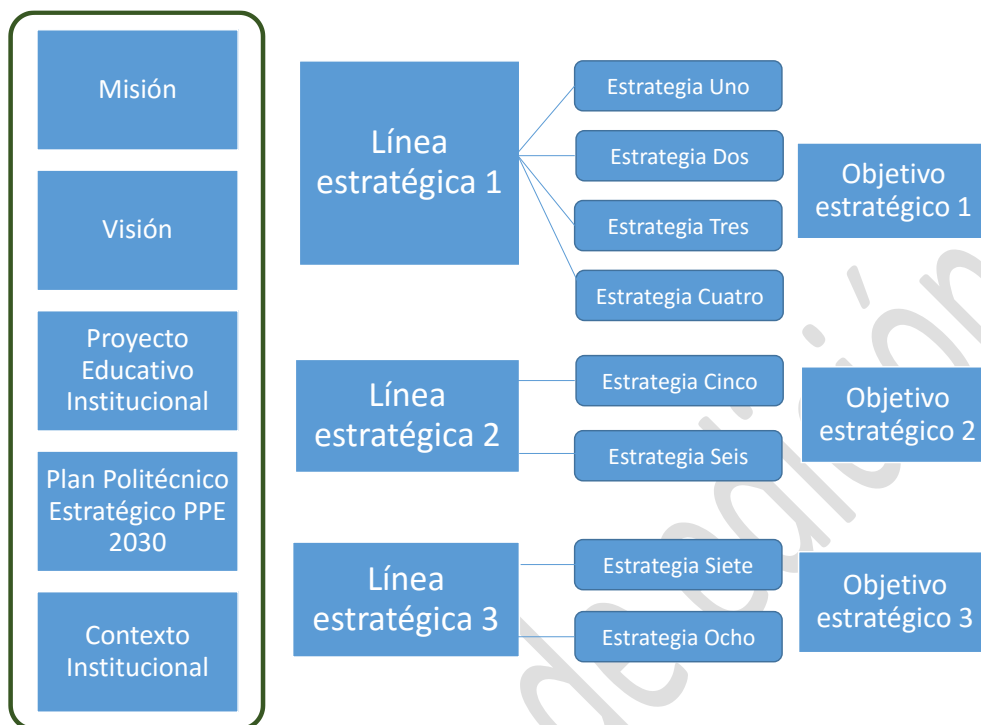 Misión
Visión
Proyecto
Educativo
Institucional
Plan Politécnico
Estratégico PPE
2030
Contexto
Institucional
Línea
estratégica 1
Estrategia Uno
Estrategia Dos
Estrategia Tres
Estrategia Cuatro
Objetivo
estratégico 1
Línea
estratégica 2
Estrategia Cinco
Estrategia Seis
Objetivo
estratégico 2
Línea
estratégica 3
Estrategia Siete
Estrategia Ocho
Objetivo
estratégico 3
de edición